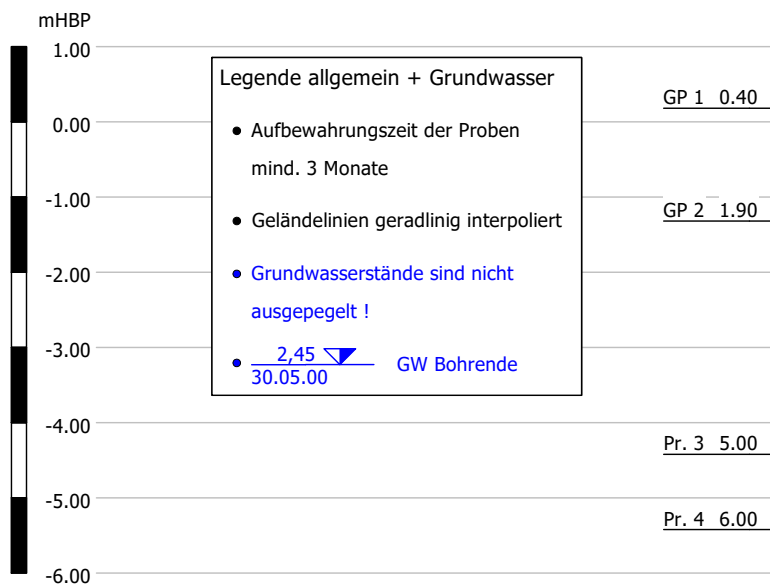 mHBP
1.00
Legende allgemein + Grundwasser
GP 1 0.40
0.00
• Aufbewahrungszeit der Proben
mind. 3 Monate
-1.00
GP 2 1.90
• Geländelinien geradlinig interpoliert
-2.00
• Grundwasserstände sind nicht
ausgepegelt !
-3.00
• 2,45
30.05.00
GW Bohrende
-4.00
Pr. 3 5.00
-5.00
Pr. 4 6.00
-6.00